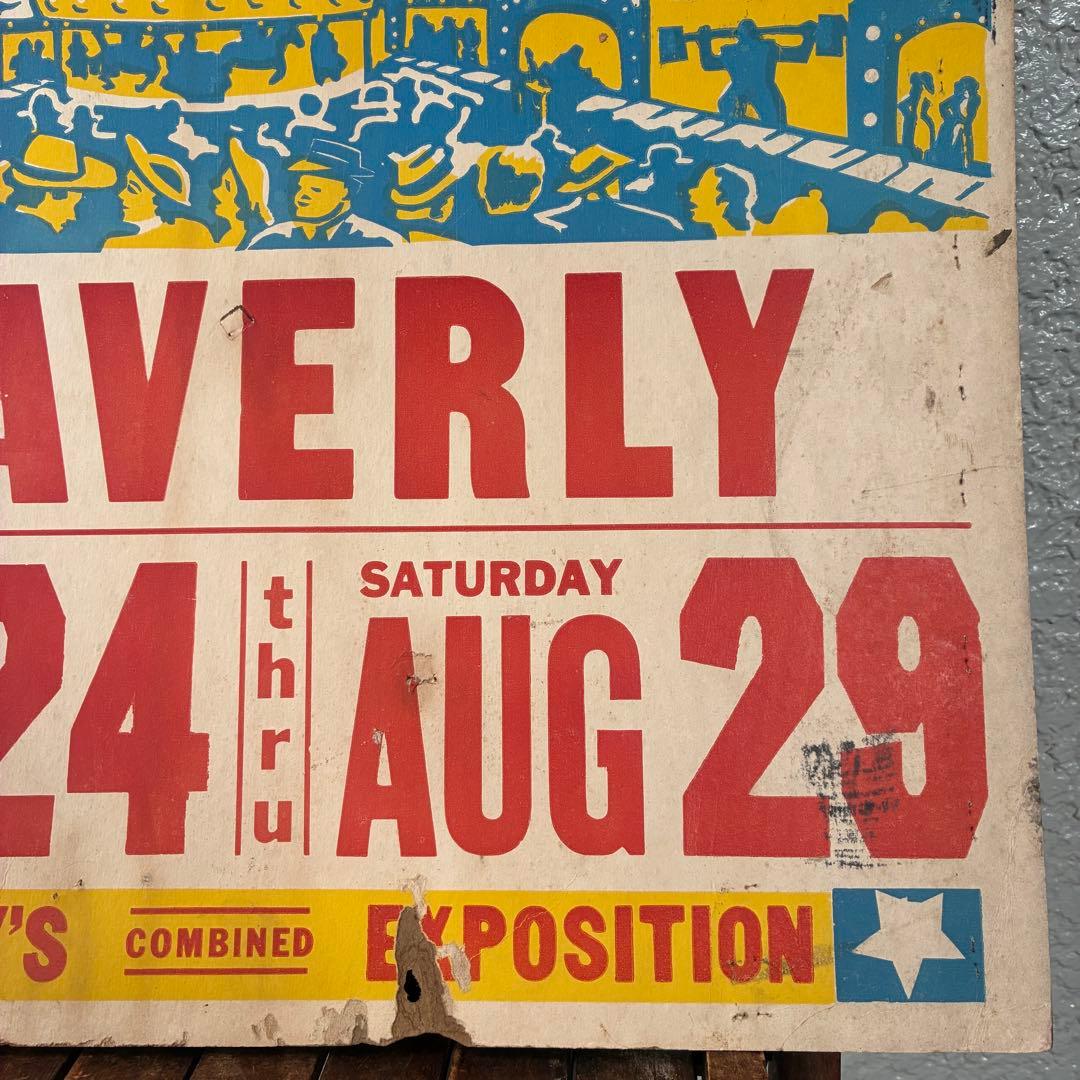 AVERLY
24 thru SATURDAY AUG 29
Y'S COMBINED EXPOSITION